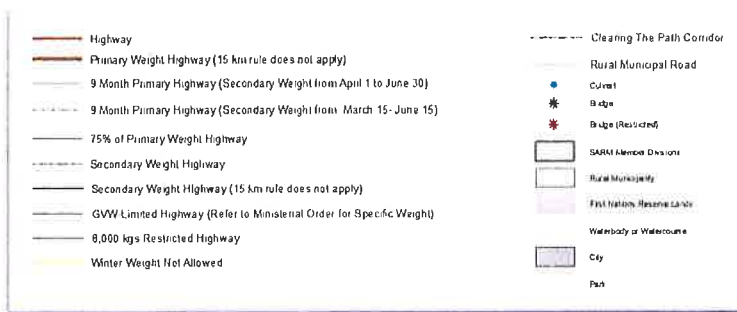 Highway
Primary Weight Highway (15 km rule does not apply)
9 Month Primary Highway (Secondary Weight from April 1 to June 30)
9 Month Primary Highway (Secondary Weight from March 15- June 15)
75% of Primary Weight Highway
Secondary Weight Highway
Secondary Weight Highway (15 km rule does not apply)
GVW Limited Highway (Refer to Ministerial Order for Specific Weight)
8,000 kgs Restricted Highway
Winter Weight Not Allowed
Clearing The Path Corridor
Rural Municipal Road
Culvert
Bridge
Bridge (Restricted)
SARM Member Divisions
Rural Municipality
First Nations Reserve Lands
Waterbody or Watercourse
City
Park